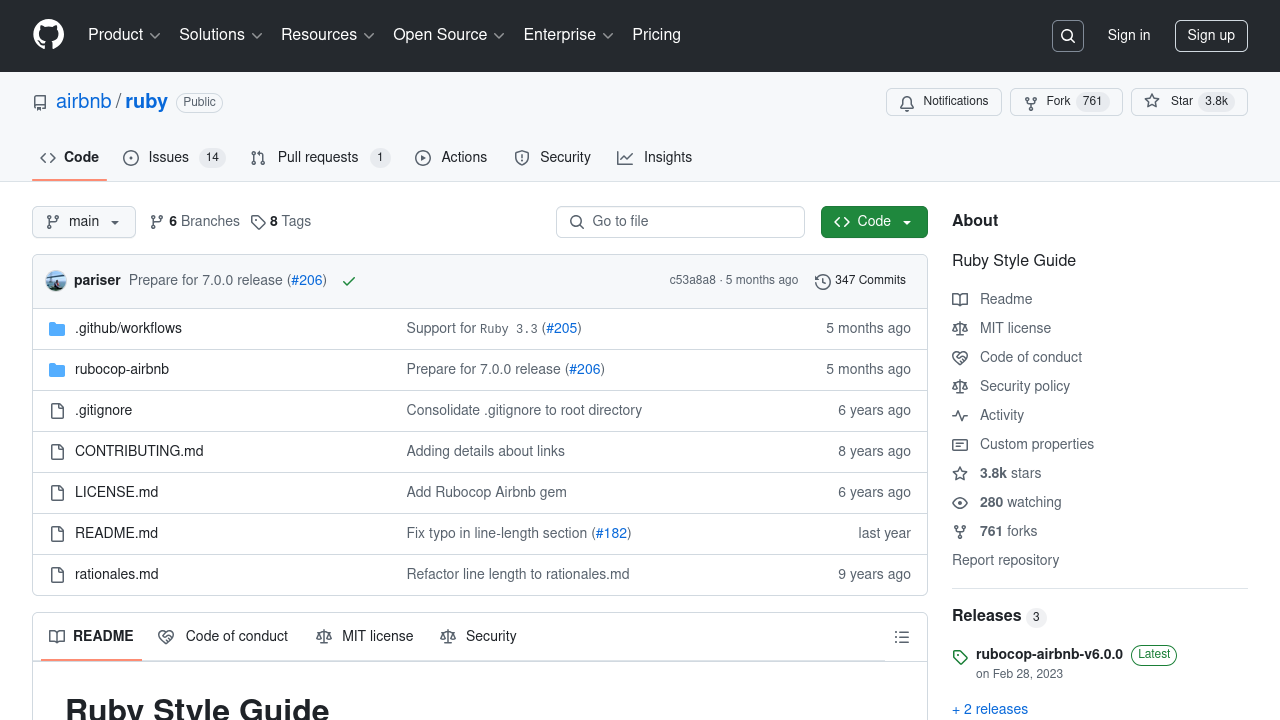 Product Solutions Resources Open Source Enterprise Pricing Sign in Sign up
airbnb / ruby Public Notifications Fork 761 Star 3.8k
Code Issues 14 Pull requests 1 Actions Security Insights
main 6 Branches 8 Tags Go to file Code
pariser Prepare for 7.0.0 release (#206) c53a8a8 · 5 months ago 347 Commits
.github/workflows Support for Ruby 3.3 (#205) 5 months ago
rubocop-airbnb Prepare for 7.0.0 release (#206) 5 months ago
.gitignore Consolidate .gitignore to root directory 6 years ago
CONTRIBUTING.md Adding details about links 8 years ago
LICENSE.md Add Rubocop Airbnb gem 6 years ago
README.md Fix typo in line-length section (#182) last year
rationales.md Refactor line length to rationales.md 9 years ago
README Code of conduct MIT license Security
Ruby Style Guide
About
Ruby Style Guide
Readme
MIT license
Code of conduct
Security policy
Activity
Custom properties
3.8k stars
280 watching
761 forks
Report repository
Releases 3
rubocop-airbnb-v6.0.0 Latest
on Feb 28, 2023
+ 2 releases